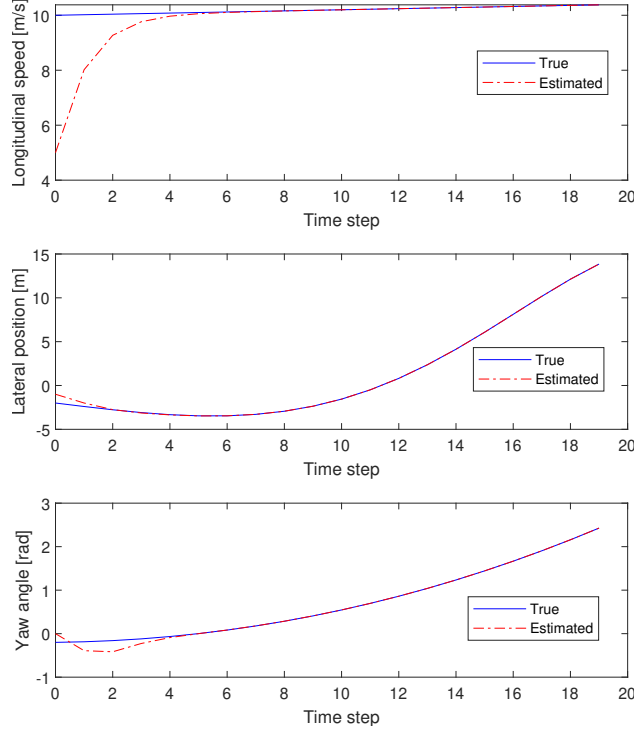 Longitudinal speed [m/s]
10
8
6
4
True
Estimated
0 2 4 6 8 10 12 14 16 18 20
Time step
Lateral position [m]
15
10
5
0
-5
True
Estimated
0 2 4 6 8 10 12 14 16 18 20
Time step
Yaw angle [rad]
3
2
1
0
-1
True
Estimated
0 2 4 6 8 10 12 14 16 18 20
Time step